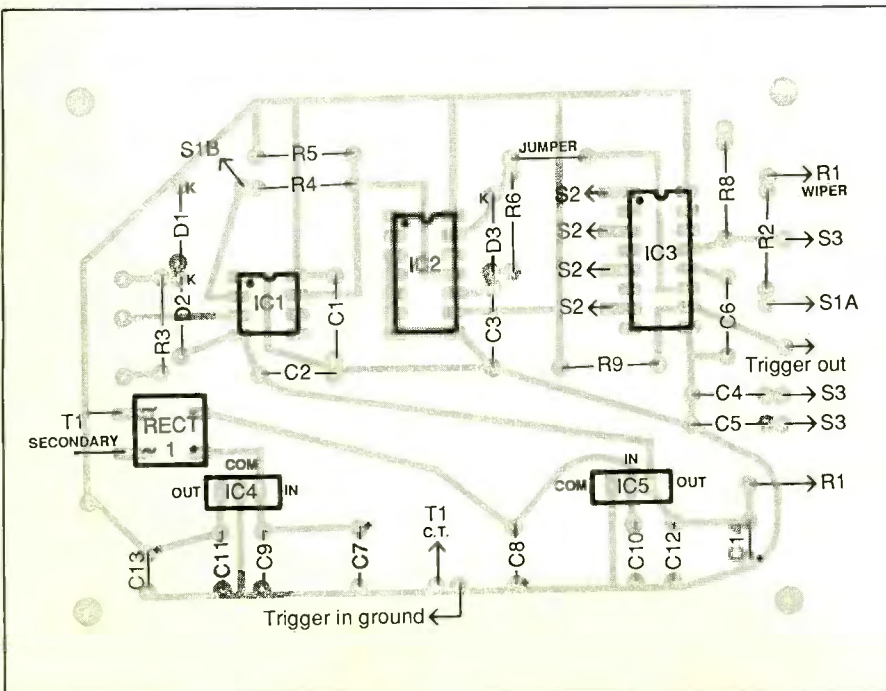 S1B
R5
JUMPER
K
R4
K
R6
S2
R8
R1
WIPER
D1
D3
S2
R2
S3
IC2
IC3
S2
K
D2
IC1
C1
S2
C6
S1A
R3
C3
C2
R9
Trigger out
C4
S3
T1
SECONDARY
~
RECT
1
~
C5
S3
COM
OUT
IC4
IN
IN
COM
IC5
OUT
R1
T1
C.T.
+
+
C13
C11
C9
C7
C8
C10
C12
C14
+
+
Trigger in ground